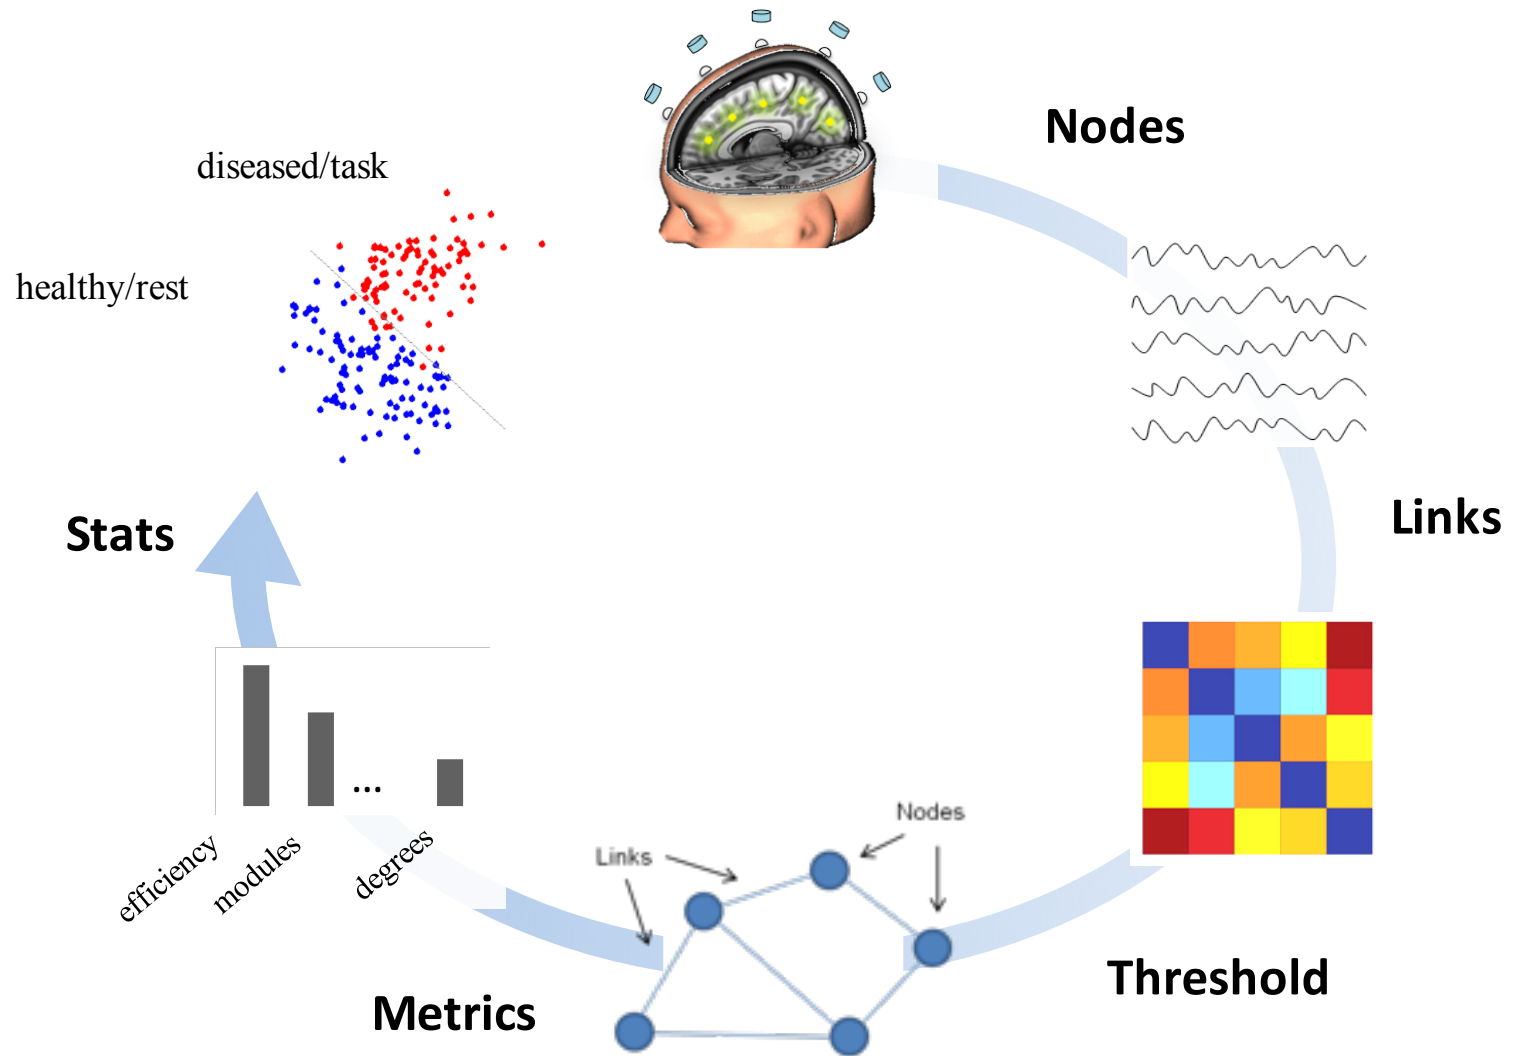 Nodes
diseased/task
healthy/rest
Links
Stats
...
Nodes
Links
efficiency
modules
degrees
Threshold
Metrics